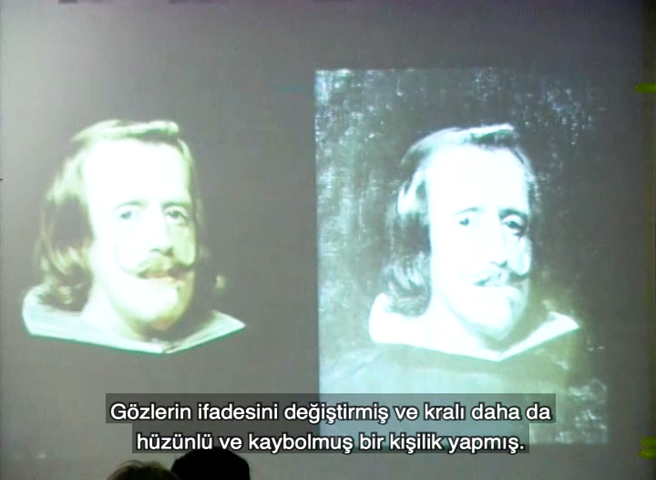 Gözlerin ifadesini değiştirmiş ve kralı daha da
hüzünlü ve kaybolmuş bir kişilik yapmış.